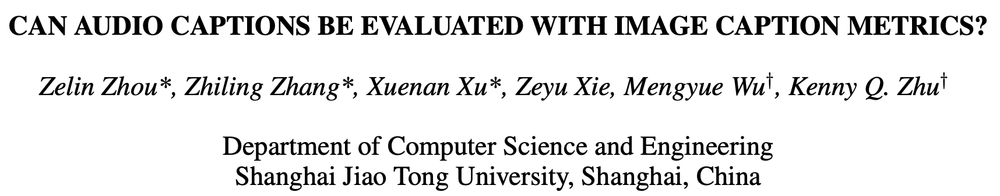 CAN AUDIO CAPTIONS BE EVALUATED WITH IMAGE CAPTION METRICS?
Zelin Zhou*, Zhiling Zhang*, Xuenan Xu*, Zeyu Xie, Mengyue Wu†, Kenny Q. Zhu†
Department of Computer Science and Engineering
Shanghai Jiao Tong University, Shanghai, China